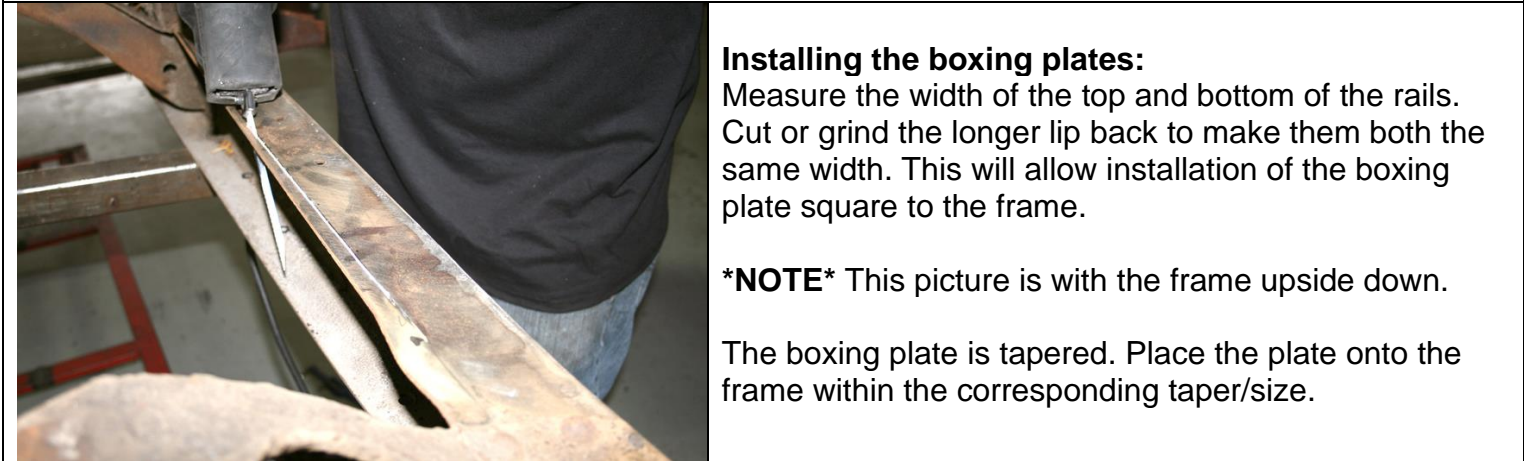 Installing the boxing plates:
Measure the width of the top and bottom of the rails.
Cut or grind the longer lip back to make them both the
same width. This will allow installation of the boxing
plate square to the frame.
*NOTE* This picture is with the frame upside down.
The boxing plate is tapered. Place the plate onto the
frame within the corresponding taper/size.